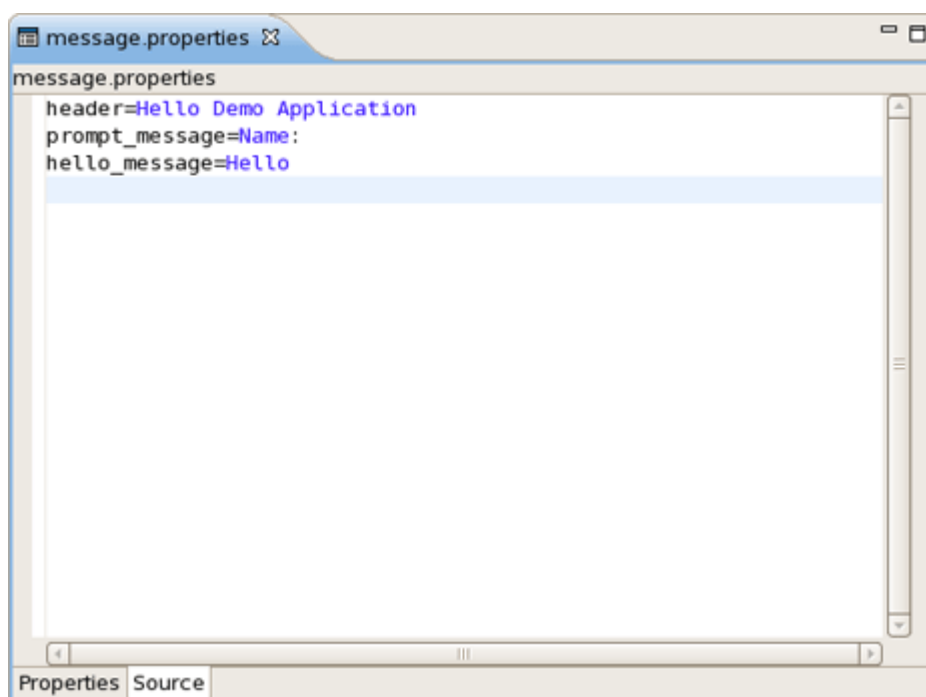 message.properties
message.properties
header=Hello Demo Application
prompt_message=Name:
hello_message=Hello
Properties Source